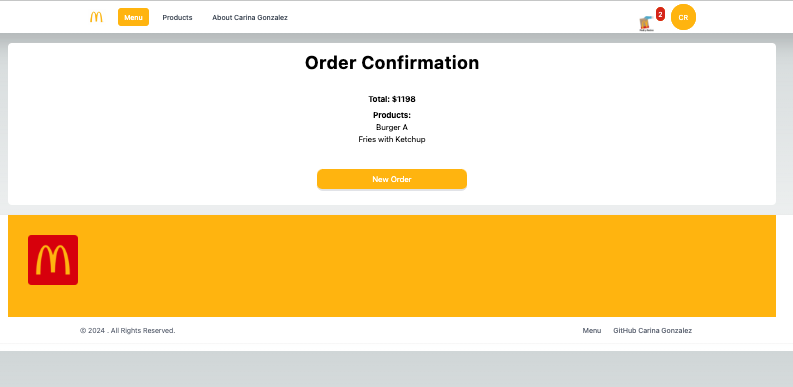 Menu Products About Carina Gonzalez 2 CR
Order Confirmation
Total: $1198
Products:
Burger A
Fries with Ketchup
New Order
© 2024 . All Rights Reserved. Menu GitHub Carina Gonzalez